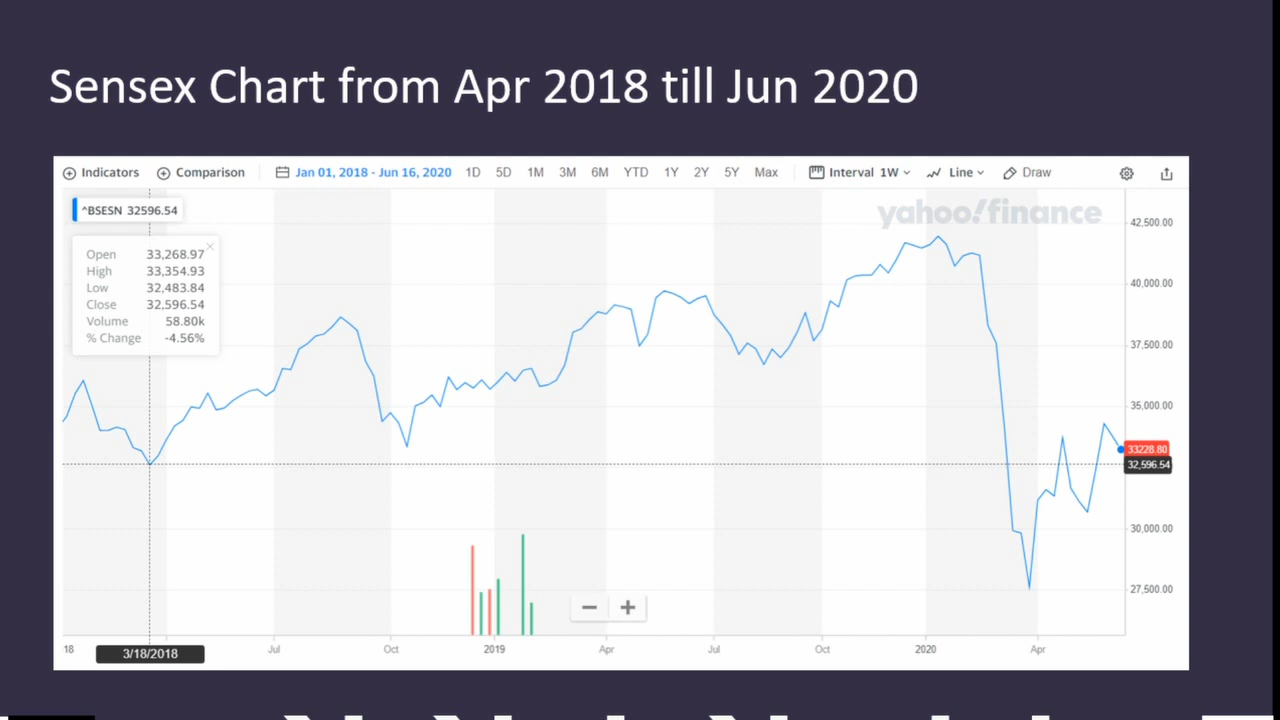 Sensex Chart from Apr 2018 till Jun 2020
Indicators Comparison Jan 01, 2018 - Jun 16, 2020 1D 5D 1M 3M 6M YTD 1Y 2Y 5Y Max Interval 1W Line Draw
^BSESN 32596.54
yahoo!finance
Open 33,268.97
High 33,354.93
Low 32,483.84
Close 32,596.54
Volume 58.80k
% Change -4.56%
42,500.00
40,000.00
37,500.00
35,000.00
33228.80
32,596.54
30,000.00
27,500.00
18 3/18/2018 Jul Oct 2019 Apr Jul Oct 2020 Apr